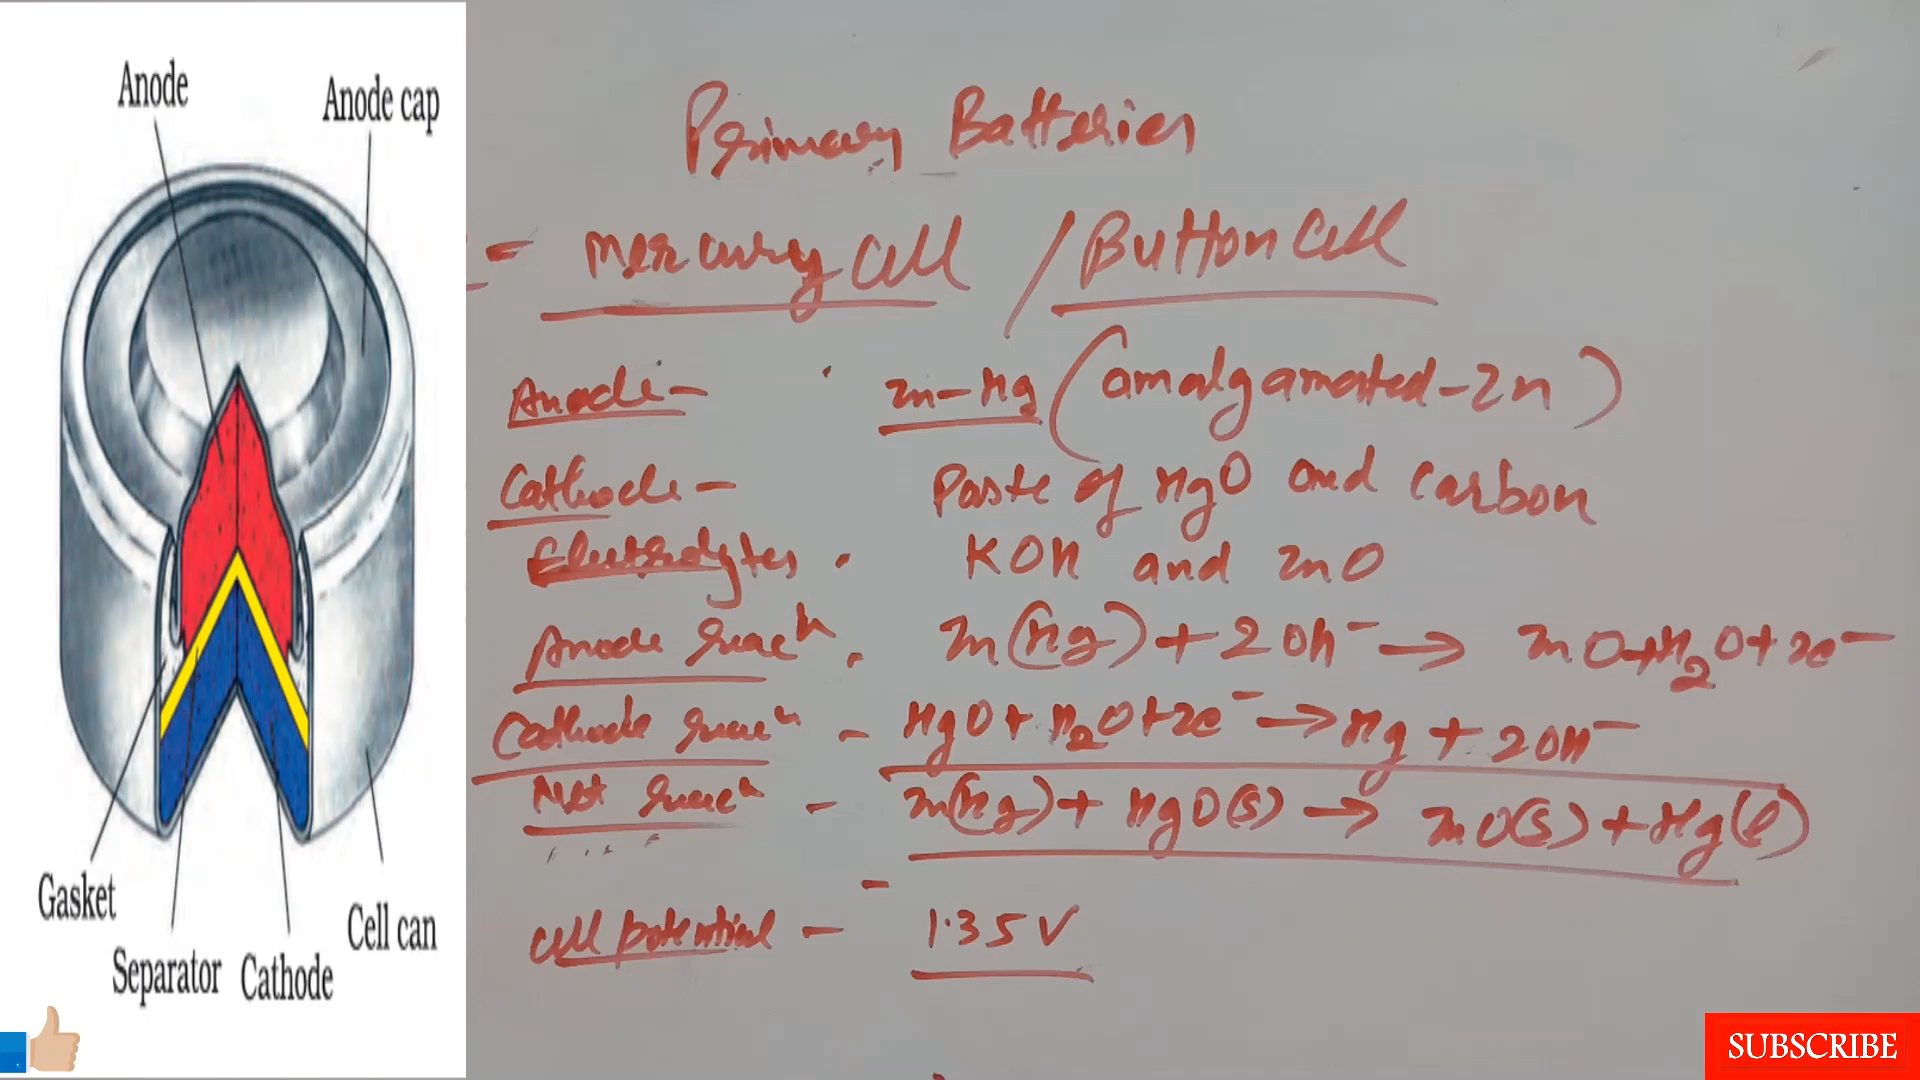 Anode
Anode cap
Gasket
Separator
Cathode
Cell can
Primary Batteries
- Mercury Cell / Button Cell
Anode - Zn-Hg (amalgamated-Zn)
Cathode - Paste of HgO and carbon
Electrolytes . KOH and ZnO
Anode reacn . Zn(Hg) + 2OH⁻ → ZnO+H₂O+2e⁻
Cathode reacn - HgO+H₂O+2e⁻ → Hg + 2OH⁻
Net reacn - Zn(Hg) + HgO(s) → ZnO(s) + Hg(l)
Cell potential - 1.35 V
SUBSCRIBE